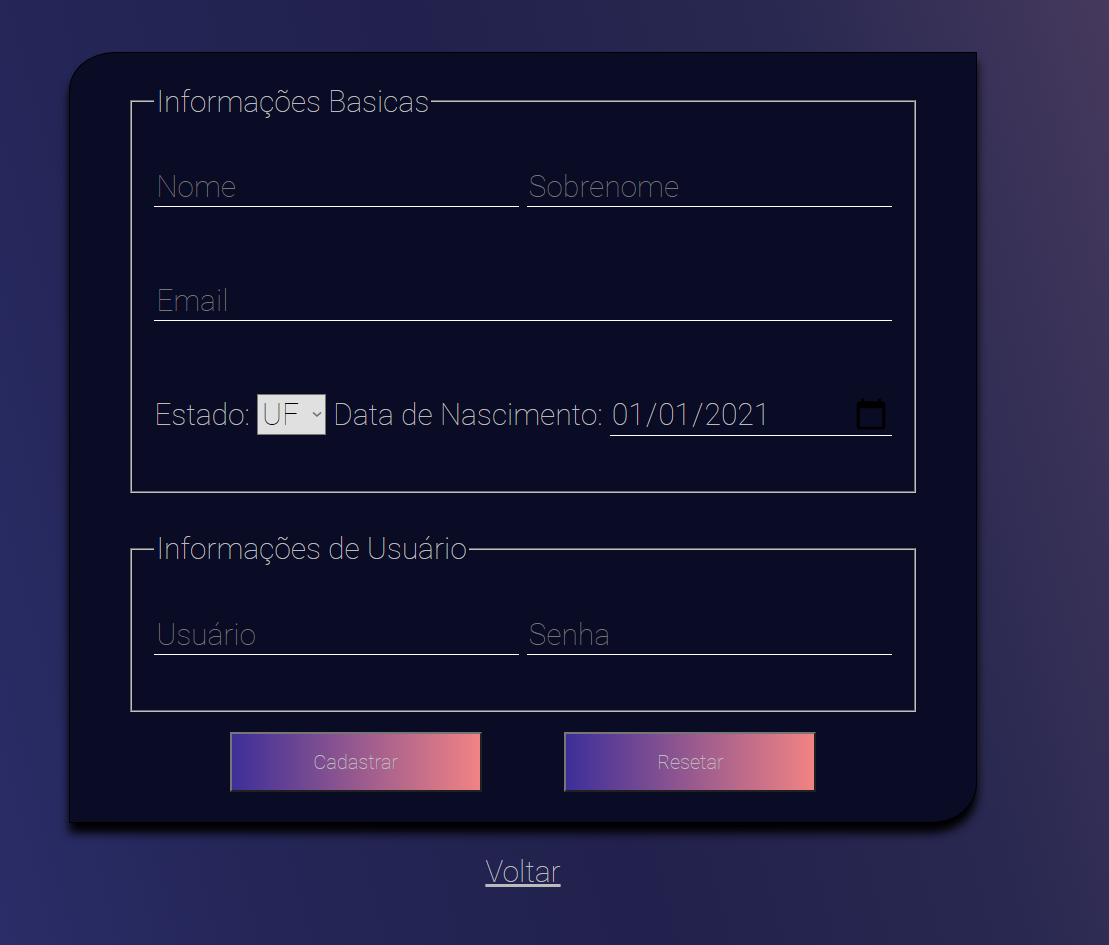 Informações Basicas
Nome Sobrenome
Email
Estado: UF Data de Nascimento: 01/01/2021
Informações de Usuário
Usuário Senha
Cadastrar Resetar
Voltar